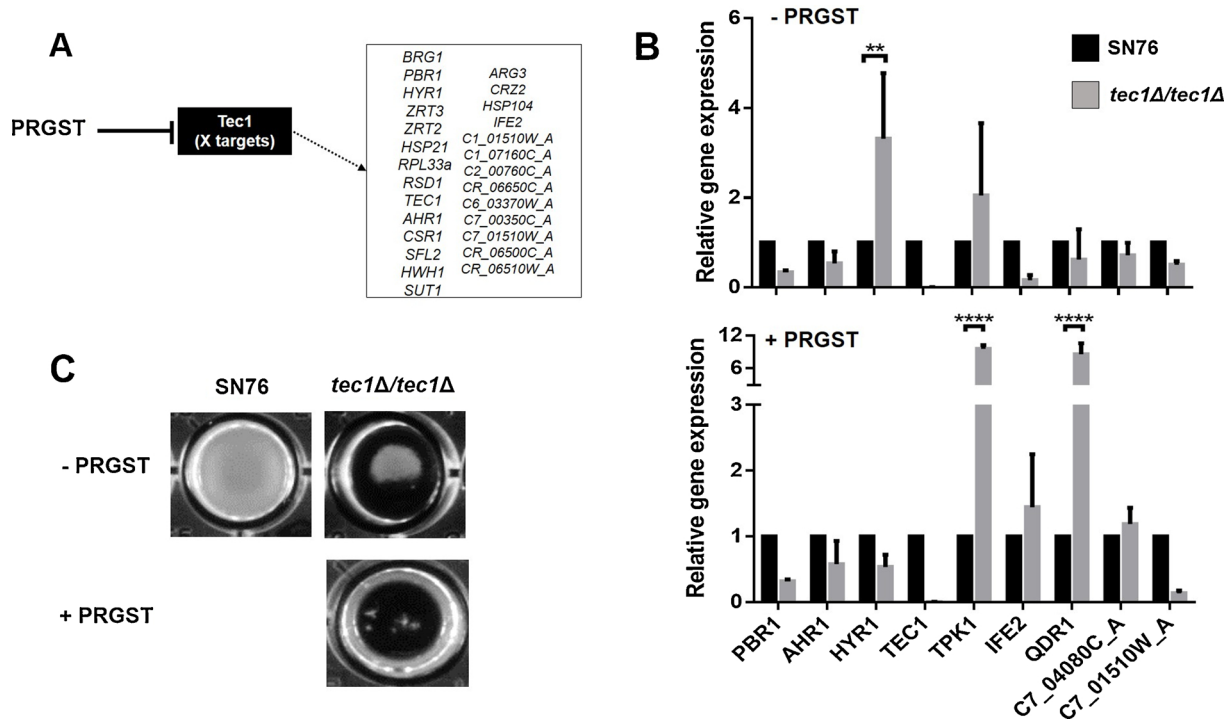 A
PRGST
Tec1
(X targets)
BRG1
PBR1
HYR1
ZRT3
ZRT2
HSP21
RPL33a
RSD1
TEC1
AHR1
CSR1
SFL2
HWH1
SUT1
ARG3
CRZ2
HSP104
IFE2
C1_01510W_A
C1_07160C_A
C2_00760C_A
CR_06650C_A
C6_03370W_A
C7_00350C_A
C7_01510W_A
CR_06500C_A
CR_06510W_A
B
- PRGST
Relative gene expression
6
4
2
0
**
SN76
tec1Δ/tec1Δ
+ PRGST
Relative gene expression
12
6
3
2
1
0
****
****
PBR1
AHR1
HYR1
TEC1
TPK1
IFE2
QDR1
C7_04080C_A
C7_01510W_A
C
SN76
tec1Δ/tec1Δ
- PRGST
+ PRGST